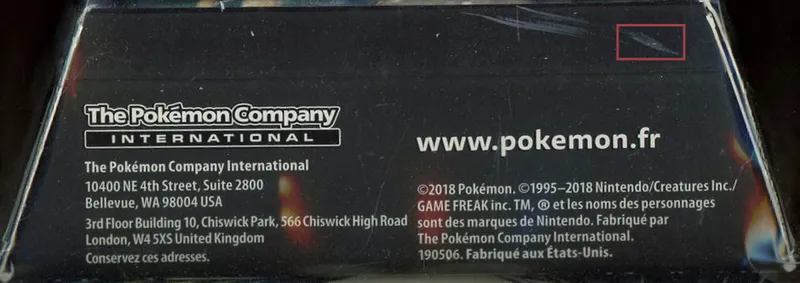 The Pokémon Company
INTERNATIONAL
The Pokémon Company International
10400 NE 4th Street, Suite 2800
Bellevue, WA 98004 USA
3rd Floor Building 10, Chiswick Park, 566 Chiswick High Road
London, W4 5XS United Kingdom
Conservez ces adresses.
www.pokemon.fr
©2018 Pokémon. ©1995–2018 Nintendo/Creatures Inc./
GAME FREAK inc. TM, ® et les noms des personnages
sont des marques de Nintendo. Fabriqué par
The Pokémon Company International.
190506. Fabriqué aux États-Unis.